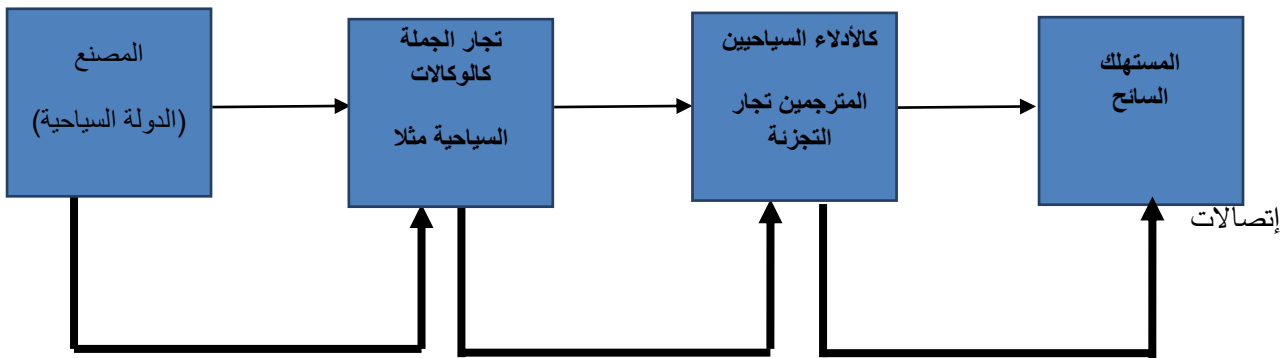 المصنع
(الدولة السياحية)
تجار الجملة
كالوكالات
السياحية مثلا
كالأدلاء السياحيين
المترجمين تجار
التجزئة
المستهلك
السائح
إتصالات